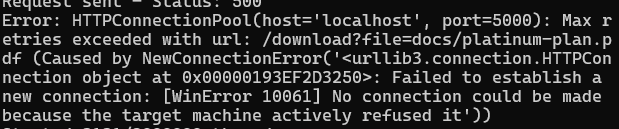 Request sent - Status: 500
Error: HTTPConnectionPool(host='localhost', port=5000): Max r
etries exceeded with url: /download?file=docs/platinum-plan.p
df (Caused by NewConnectionError('<urllib3.connection.HTTPCon
nection object at 0x00000193EF2D3250>: Failed to establish a
new connection: [WinError 10061] No connection could be made
because the target machine actively refused it'))